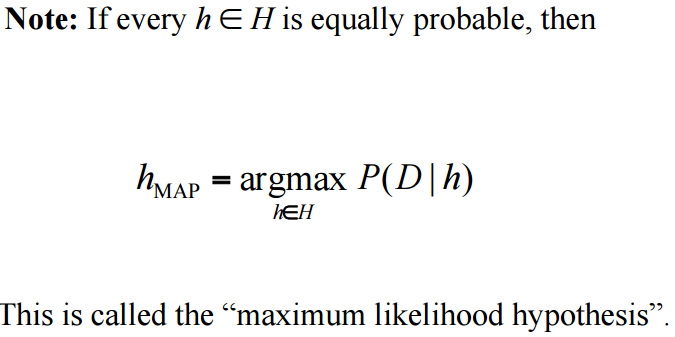 Note: If every h ∈ H is equally probable, then
h_MAP = argmax P(D|h)
h∈H
This is called the “maximum likelihood hypothesis”.